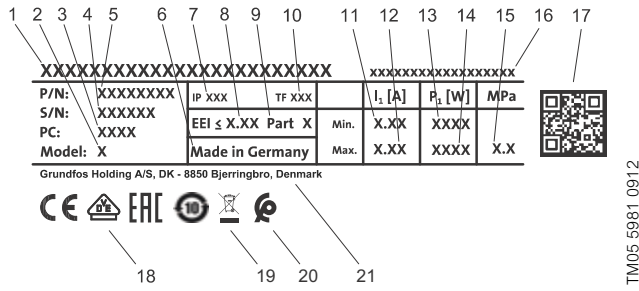 1 2 3 4 5 6 7 8 9 10 11 12 13 14 15 16 17
XXXXXXXXXXXXXXXXXXXXXXXXX XXXXXXXXXXXXXXXXXX
P/N: XXXXXXXX IP XXX TF XXX I1 [A] P1 [W] MPa
S/N: XXXXXX EEI ≤ X.XX Part X Min. X.XX XXXX
PC: XXXX
Model: X Made in Germany Max. X.XX XXXX X.X
Grundfos Holding A/S, DK - 8850 Bjerringbro, Denmark
CE VDE EAC 10
18 19 20 21
TM05 5981 0912